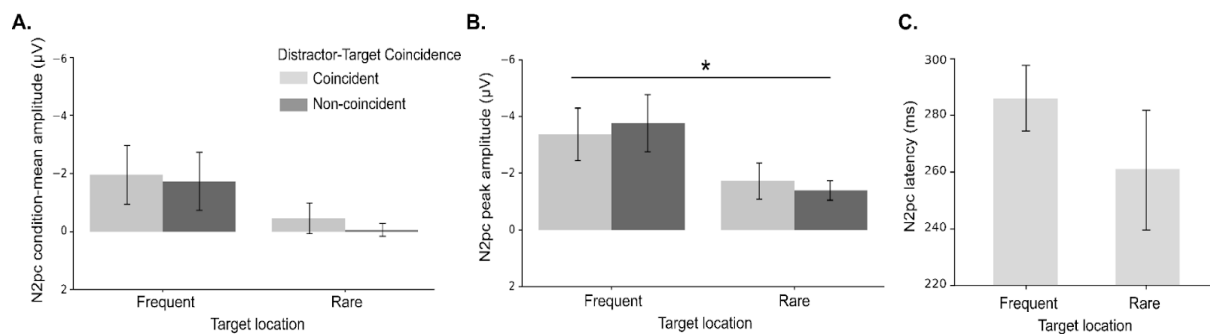 A.
N2pc condition-mean amplitude (µV)
−6
−4
−2
0
2
Distractor-Target Coincidence
Coincident
Non-coincident
Frequent
Rare
Target location
B.
N2pc peak amplitude (µV)
−6
−4
−2
0
2
*
Frequent
Rare
Target location
C.
N2pc latency (ms)
300
280
260
240
220
Frequent
Rare
Target location